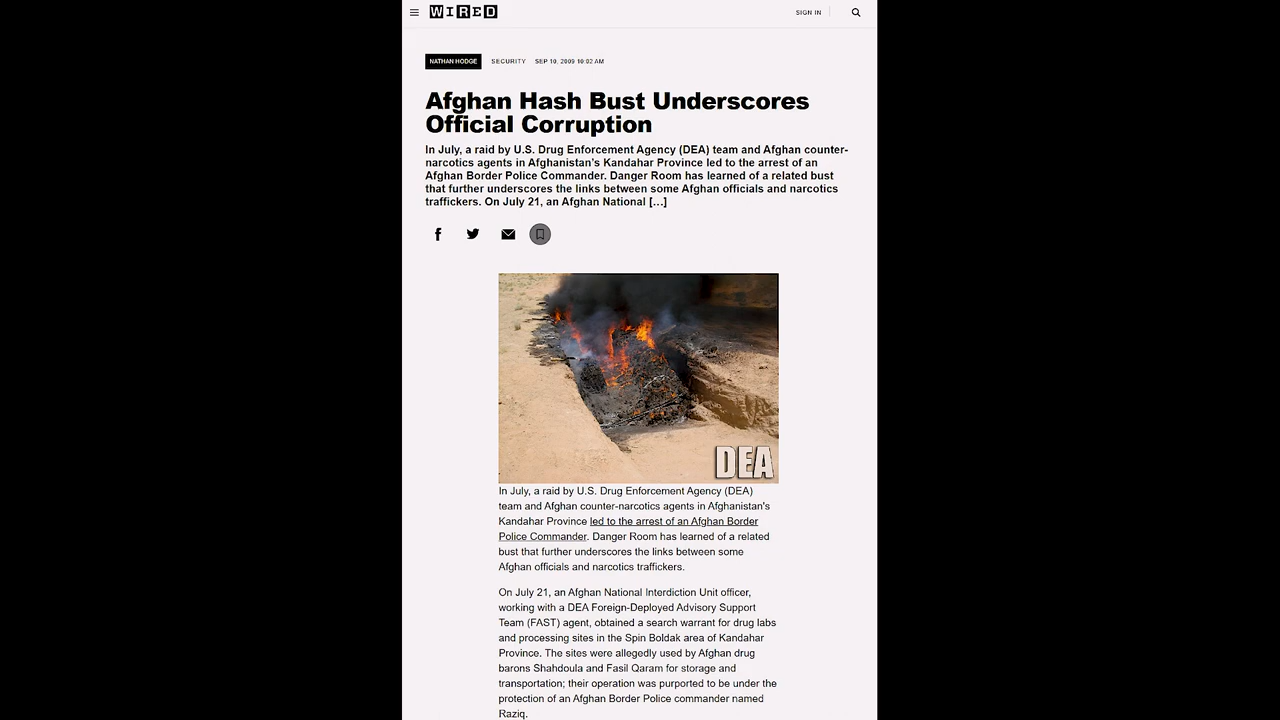 WIRED
SIGN IN
NATHAN HODGE SECURITY SEP 10, 2009 10:02 AM
Afghan Hash Bust Underscores
Official Corruption
In July, a raid by U.S. Drug Enforcement Agency (DEA) team and Afghan counter-
narcotics agents in Afghanistan's Kandahar Province led to the arrest of an
Afghan Border Police Commander. Danger Room has learned of a related bust
that further underscores the links between some Afghan officials and narcotics
traffickers. On July 21, an Afghan National […]
DEA
In July, a raid by U.S. Drug Enforcement Agency (DEA)
team and Afghan counter-narcotics agents in Afghanistan's
Kandahar Province led to the arrest of an Afghan Border
Police Commander. Danger Room has learned of a related
bust that further underscores the links between some
Afghan officials and narcotics traffickers.
On July 21, an Afghan National Interdiction Unit officer,
working with a DEA Foreign-Deployed Advisory Support
Team (FAST) agent, obtained a search warrant for drug labs
and processing sites in the Spin Boldak area of Kandahar
Province. The sites were allegedly used by Afghan drug
barons Shahdoula and Fasil Qaram for storage and
transportation; their operation was purported to be under the
protection of an Afghan Border Police commander named
Raziq.